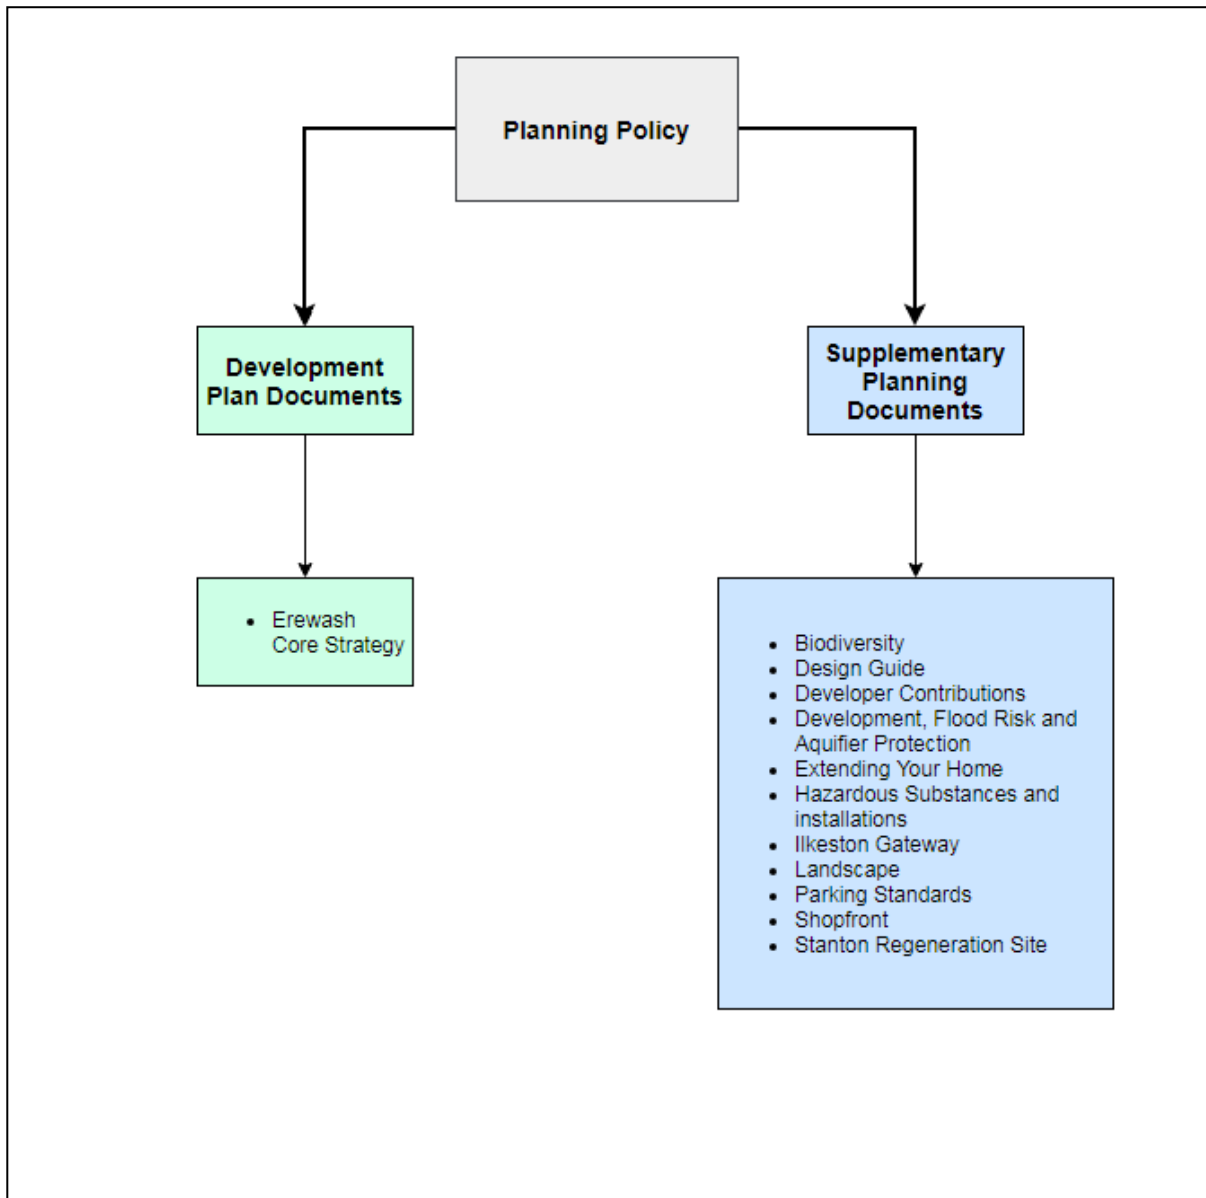 Planning Policy
Development
Plan Documents
Supplementary
Planning
Documents
• Erewash
Core Strategy
• Biodiversity
• Design Guide
• Developer Contributions
• Development, Flood Risk and
Aquifier Protection
• Extending Your Home
• Hazardous Substances and
installations
• Ilkeston Gateway
• Landscape
• Parking Standards
• Shopfront
• Stanton Regeneration Site